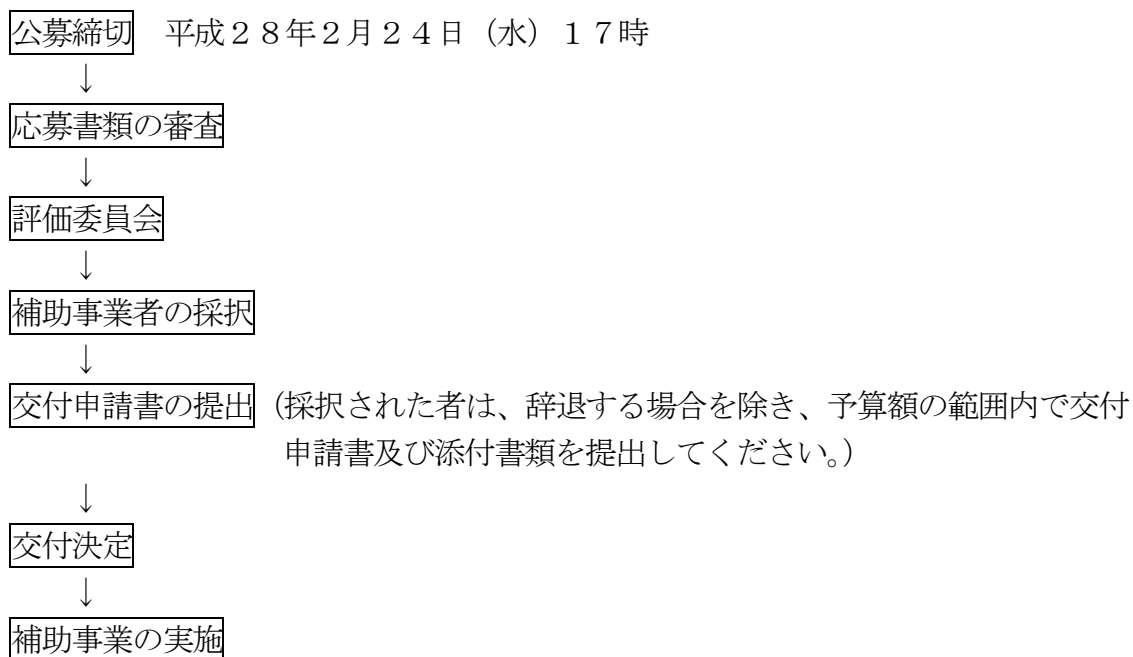 公募締切　平成２８年２月２４日（水）１７時
↓
応募書類の審査
↓
評価委員会
↓
補助事業者の採択
↓
交付申請書の提出（採択された者は、辞退する場合を除き、予算額の範囲内で交付
申請書及び添付書類を提出してください。）
↓
交付決定
↓
補助事業の実施